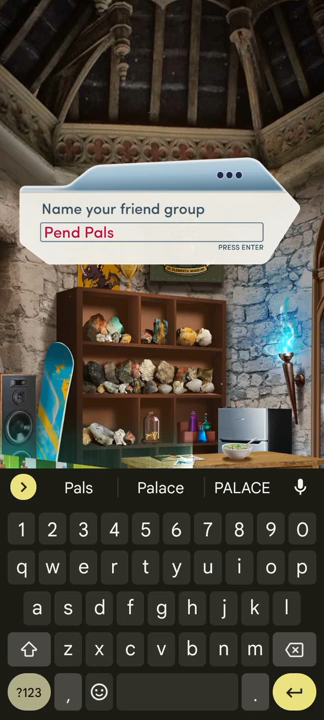 Name your friend group
Pend Pals
PRESS ENTER
Pals Palace PALACE
1 2 3 4 5 6 7 8 9 0
q w e r t y u i o p
a s d f g h j k l
z x c v b n m
?123 , .